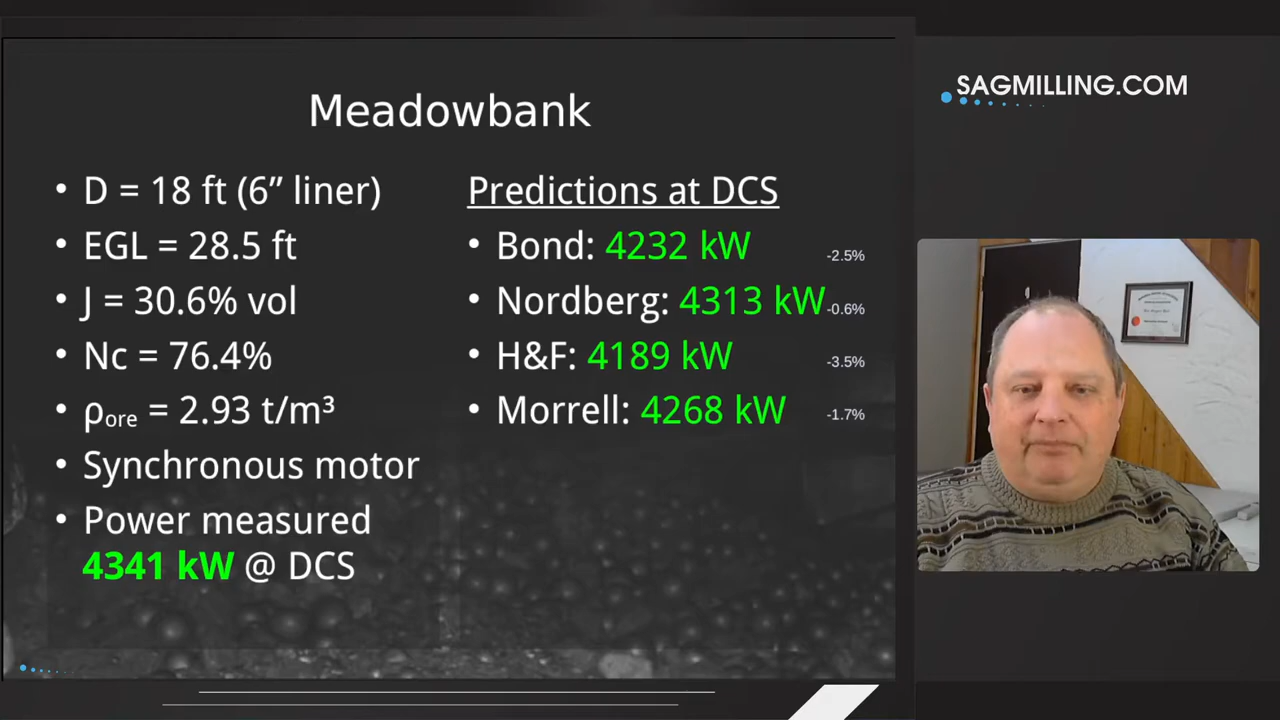 Meadowbank
• D = 18 ft (6” liner)
• EGL = 28.5 ft
• J = 30.6% vol
• Nc = 76.4%
• ρore = 2.93 t/m³
• Synchronous motor
• Power measured
4341 kW @ DCS
Predictions at DCS
• Bond: 4232 kW -2.5%
• Nordberg: 4313 kW -0.6%
• H&F: 4189 kW -3.5%
• Morrell: 4268 kW -1.7%
SAGMILLING.COM